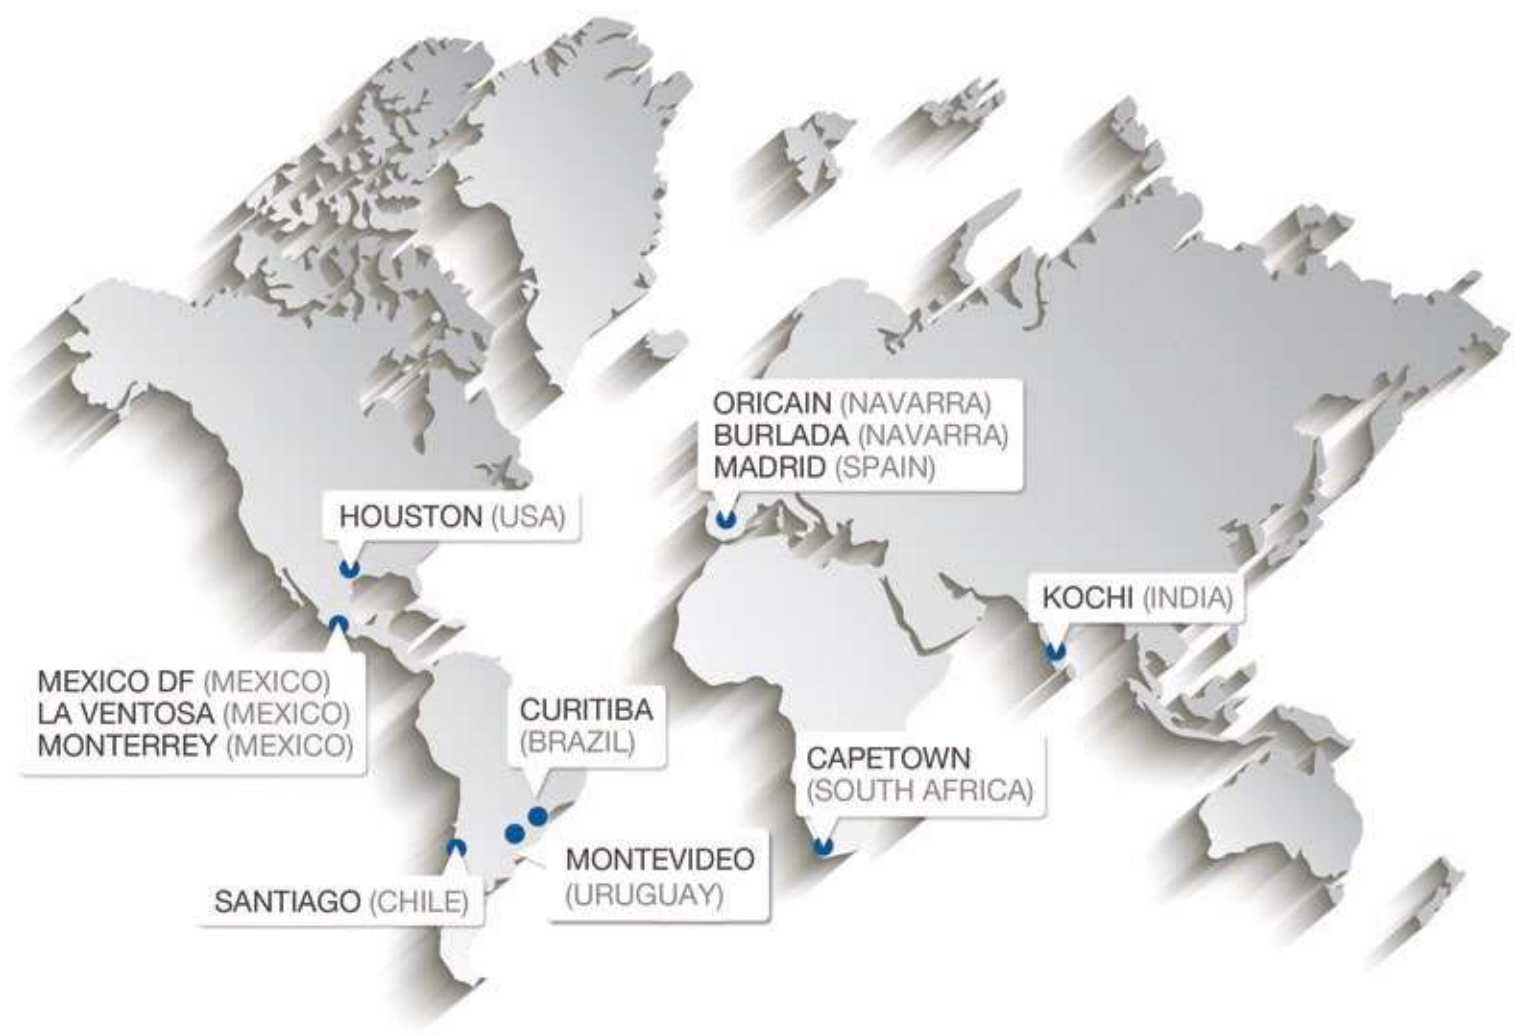 ORICAIN (NAVARRA)
BURLADA (NAVARRA)
MADRID (SPAIN)
HOUSTON (USA)
KOCHI (INDIA)
MEXICO DF (MEXICO)
LA VENTOSA (MEXICO)
MONTERREY (MEXICO)
CURITIBA
(BRAZIL)
CAPETOWN
(SOUTH AFRICA)
MONTEVIDEO
(URUGUAY)
SANTIAGO (CHILE)